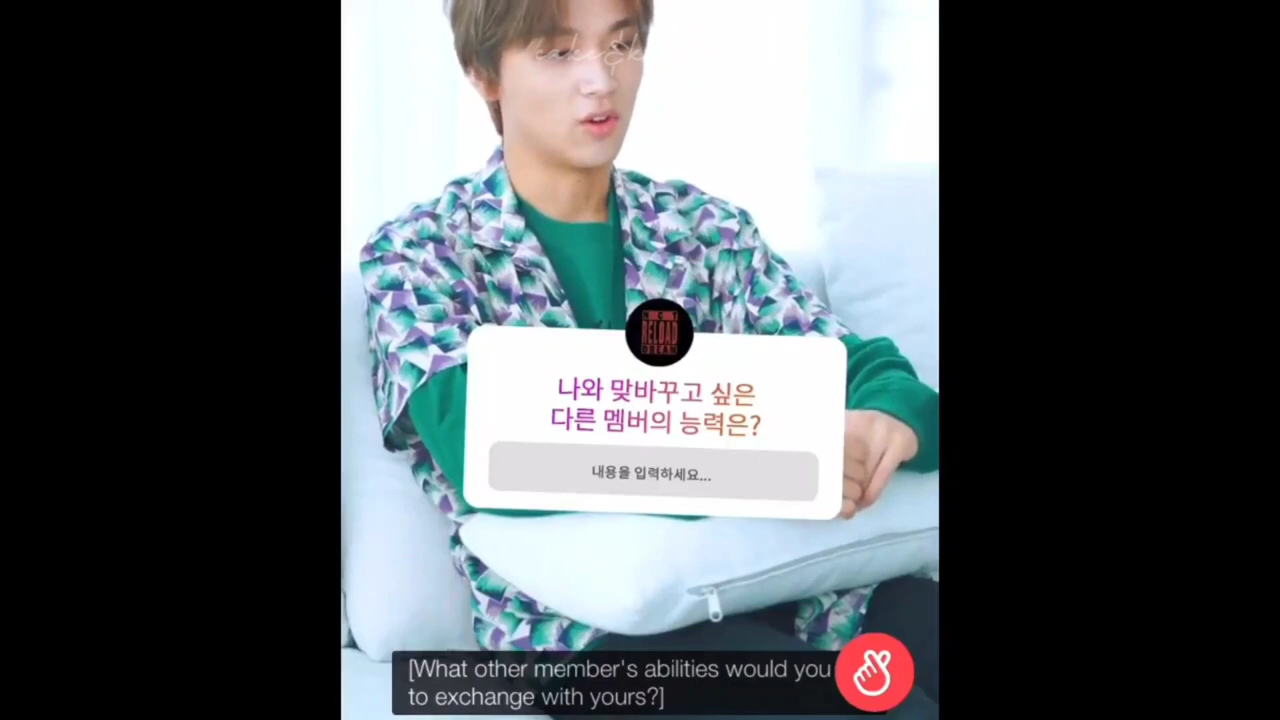 NCT
RELOAD
DREAM
나와 맞바꾸고 싶은
다른 멤버의 능력은?
내용을 입력하세요...
[What other member's abilities would you
to exchange with yours?]